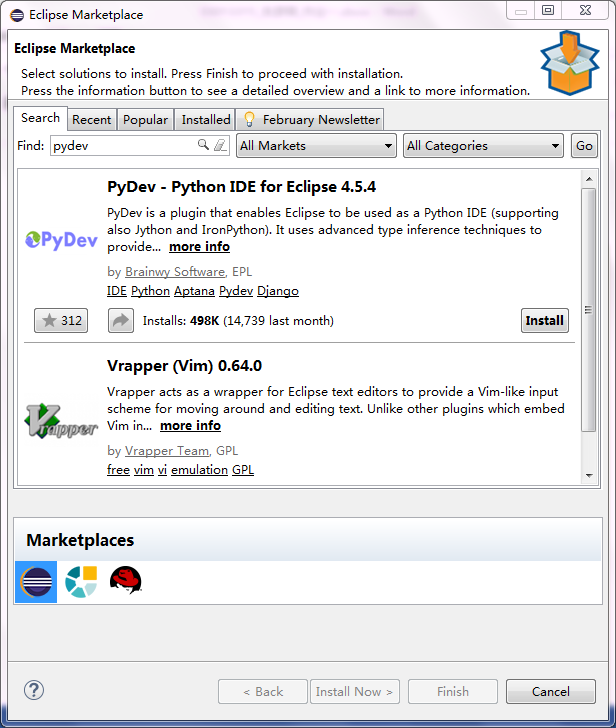 Eclipse Marketplace
Eclipse Marketplace
Select solutions to install. Press Finish to proceed with installation.
Press the information button to see a detailed overview and a link to more information.
Search Recent Popular Installed February Newsletter
Find: pydev All Markets All Categories Go
PyDev - Python IDE for Eclipse 4.5.4
PyDev is a plugin that enables Eclipse to be used as a Python IDE (supporting
also Jython and IronPython). It uses advanced type inference techniques to
provide... more info
PyDev
by Brainwy Software, EPL
IDE Python Aptana Pydev Django
312 Installs: 498K (14,739 last month) Install
Vrapper (Vim) 0.64.0
Vrapper acts as a wrapper for Eclipse text editors to provide a Vim-like input
scheme for moving around and editing text. Unlike other plugins which embed
Vim in... more info
Vrapper
by Vrapper Team, GPL
free vim vi emulation GPL
Marketplaces
? < Back Install Now > Finish Cancel